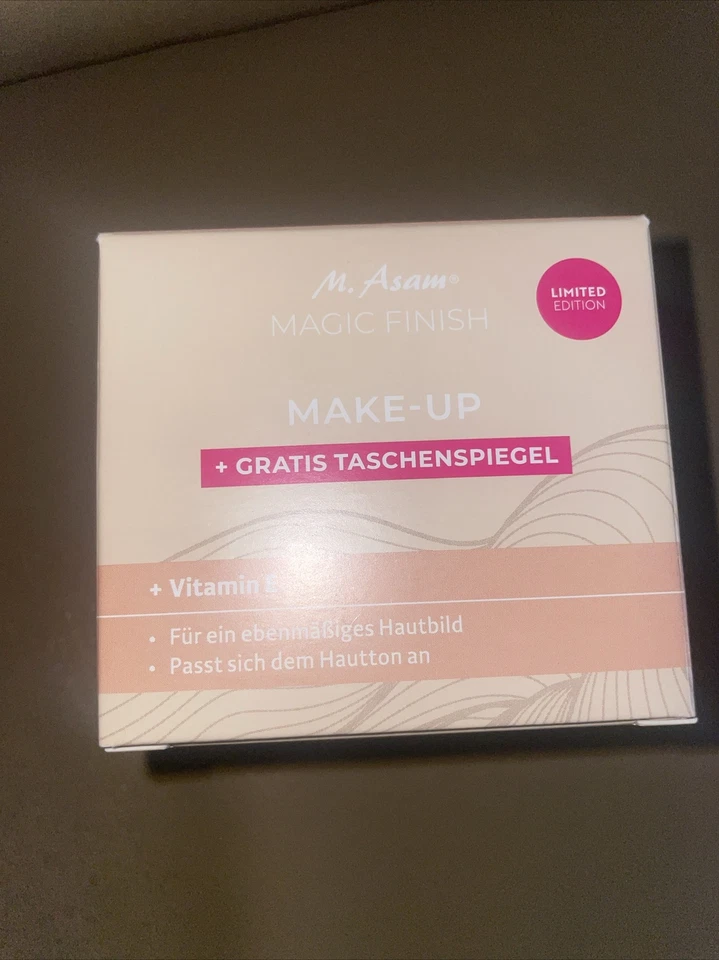 M. Asam®
MAGIC FINISH
LIMITED
EDITION
MAKE-UP
+ GRATIS TASCHENSPIEGEL
+ Vitamin E
• Für ein ebenmäßiges Hautbild
• Passt sich dem Hautton an